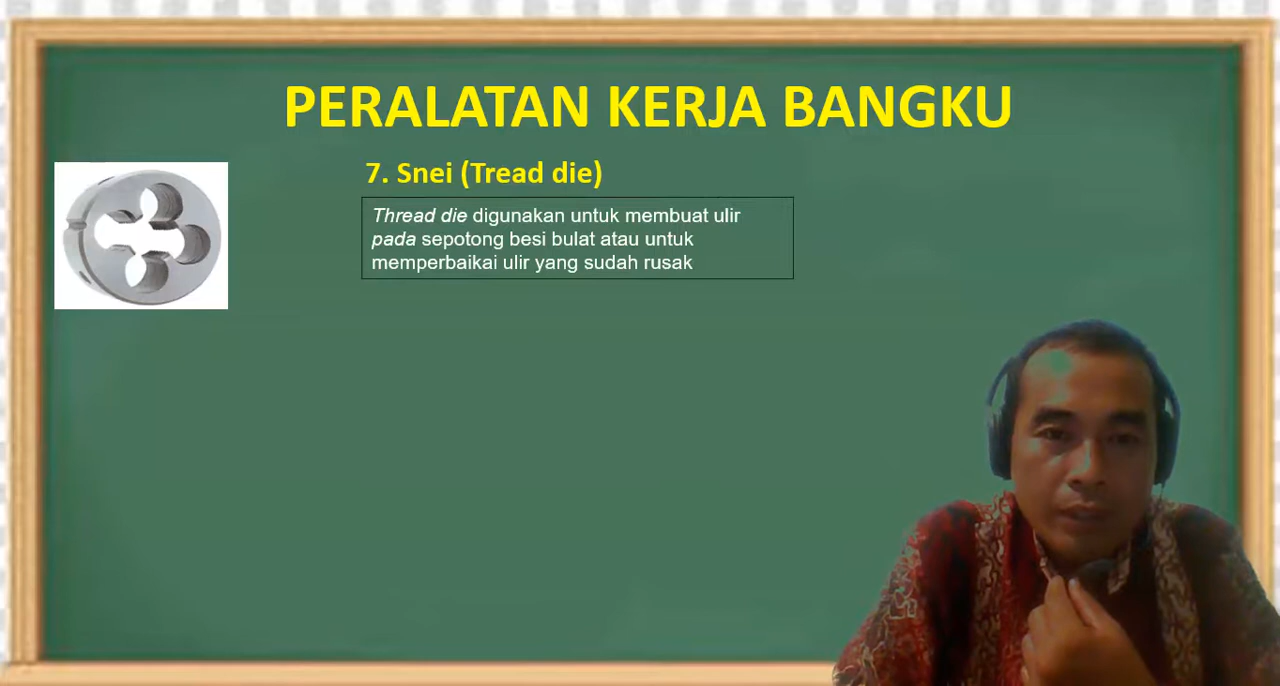 PERALATAN KERJA BANGKU
7. Snei (Tread die)
Thread die digunakan untuk membuat ulir
pada sepotong besi bulat atau untuk
memperbaikai ulir yang sudah rusak